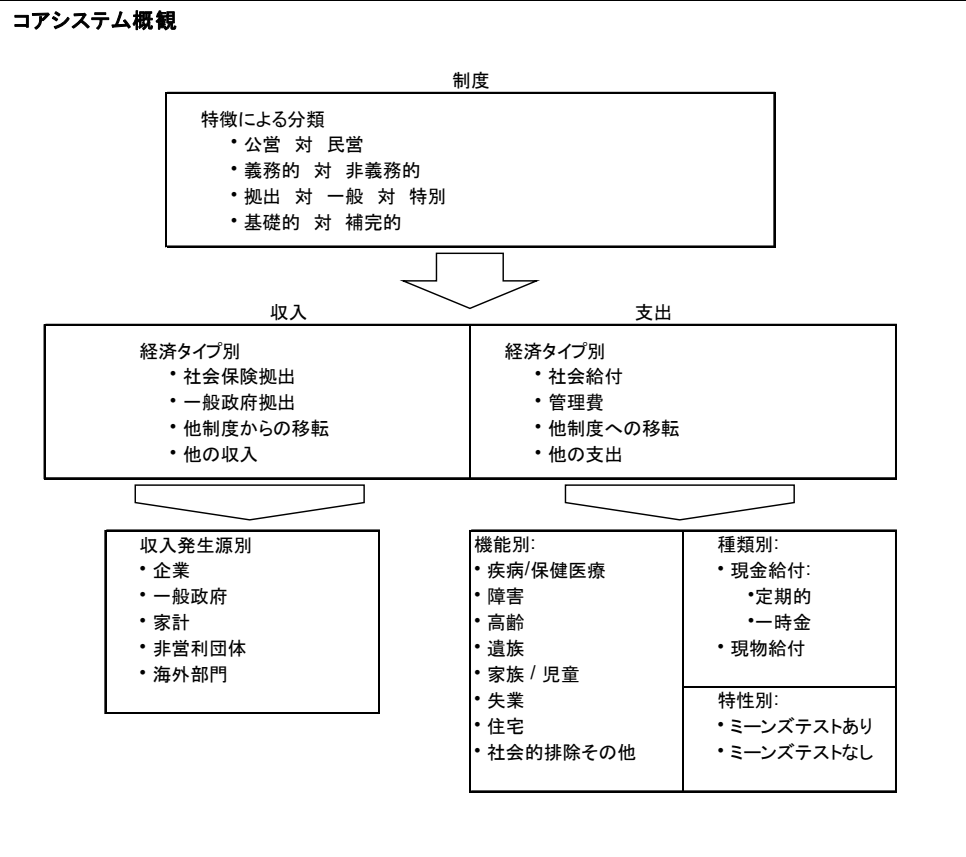 コアシステム概観
制度
特徴による分類
・公営 対 民営
・義務的 対 非義務的
・拠出 対 一般 対 特別
・基礎的 対 補完的
収入
経済タイプ別
・社会保険拠出
・一般政府拠出
・他制度からの移転
・他の収入
支出
経済タイプ別
・社会給付
・管理費
・他制度への移転
・他の支出
収入発生源別
・企業
・一般政府
・家計
・非営利団体
・海外部門
機能別:
・疾病/保健医療
・障害
・高齢
・遺族
・家族 / 児童
・失業
・住宅
・社会的排除その他
種類別:
・現金給付:
・定期的
・一時金
・現物給付
特性別:
・ミーンズテストあり
・ミーンズテストなし